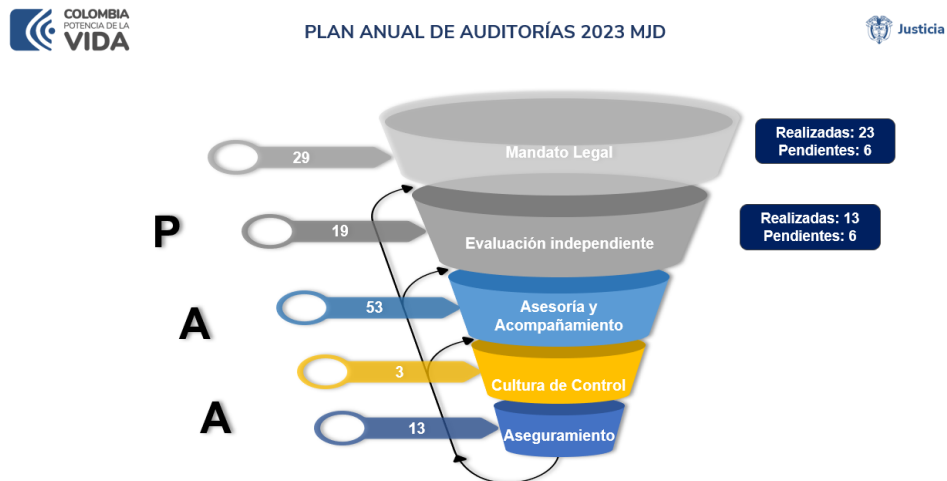 COLOMBIA
POTENCIA DE LA
VIDA
PLAN ANUAL DE AUDITORÍAS 2023 MJD
Justicia
29
Mandato Legal
Realizadas: 23
Pendientes: 6
P
19
Evaluación independiente
Realizadas: 13
Pendientes: 6
A
53
Asesoría y
Acompañamiento
3
Cultura de Control
A
13
Aseguramiento